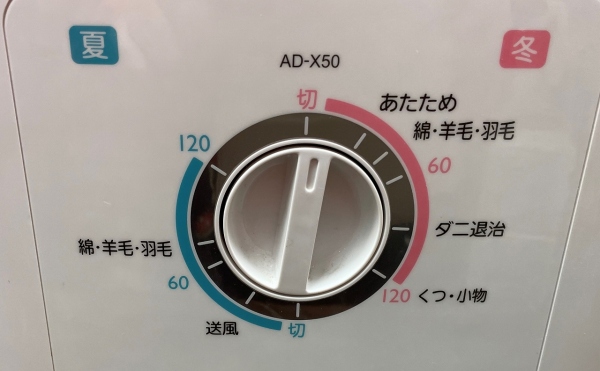 夏
AD-X50
冬
切
あたため
綿・羊毛・羽毛
60
ダニ退治
120
くつ・小物
120
綿・羊毛・羽毛
60
送風
切